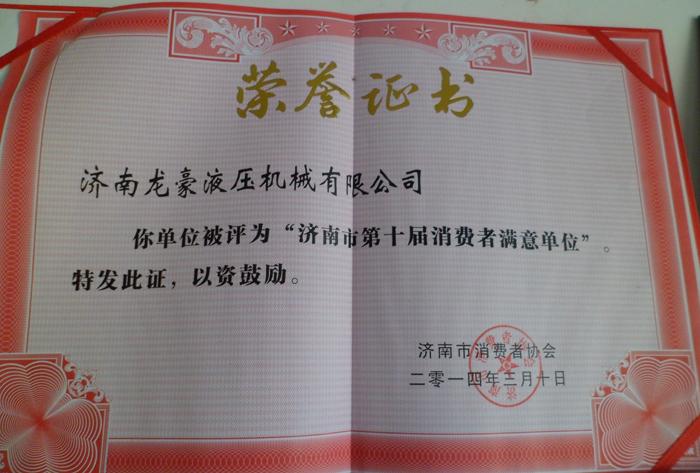 荣誉证书
济南龙豪液压机械有限公司
你单位被评为“济南市第十届消费者满意单位”。
特发此证，以资鼓励。
济南市消费者协会
二零一四年三月十日